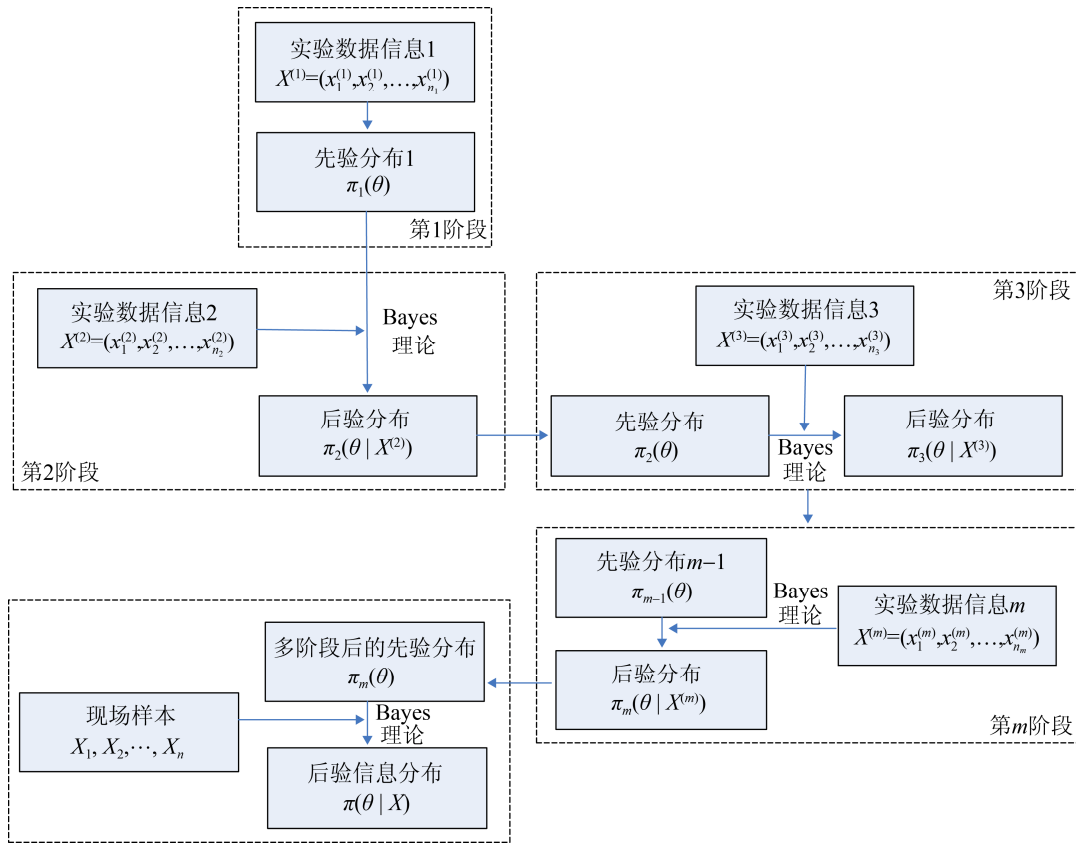 实验数据信息1
X⁽¹⁾=(x₁⁽¹⁾,x₂⁽¹⁾,…,xₙ₁⁽¹⁾)
先验分布1
π₁(θ)
第1阶段
实验数据信息2
X⁽²⁾=(x₁⁽²⁾,x₂⁽²⁾,…,xₙ₂⁽²⁾)
Bayes
理论
后验分布
π₂(θ | X⁽²⁾)
第2阶段
第3阶段
实验数据信息3
X⁽³⁾=(x₁⁽³⁾,x₂⁽³⁾,…,xₙ₃⁽³⁾)
先验分布
π₂(θ)
Bayes
理论
后验分布
π₃(θ | X⁽³⁾)
先验分布m−1
πₘ₋₁(θ)
Bayes
理论
实验数据信息m
X⁽ᵐ⁾=(x₁⁽ᵐ⁾,x₂⁽ᵐ⁾,…,xₙₘ⁽ᵐ⁾)
后验分布
πₘ(θ | X⁽ᵐ⁾)
第m阶段
多阶段后的先验分布
πₘ(θ)
现场样本
X₁, X₂,⋯, Xₙ
Bayes
理论
后验信息分布
π(θ | X)